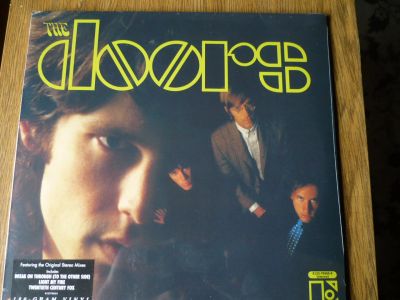 THE
doors
Featuring the Original Stereo Mixes
Includes:
BREAK ON THROUGH (TO THE OTHER SIDE)
LIGHT MY FIRE
TWENTIETH CENTURY FOX
180-GRAM VINYL